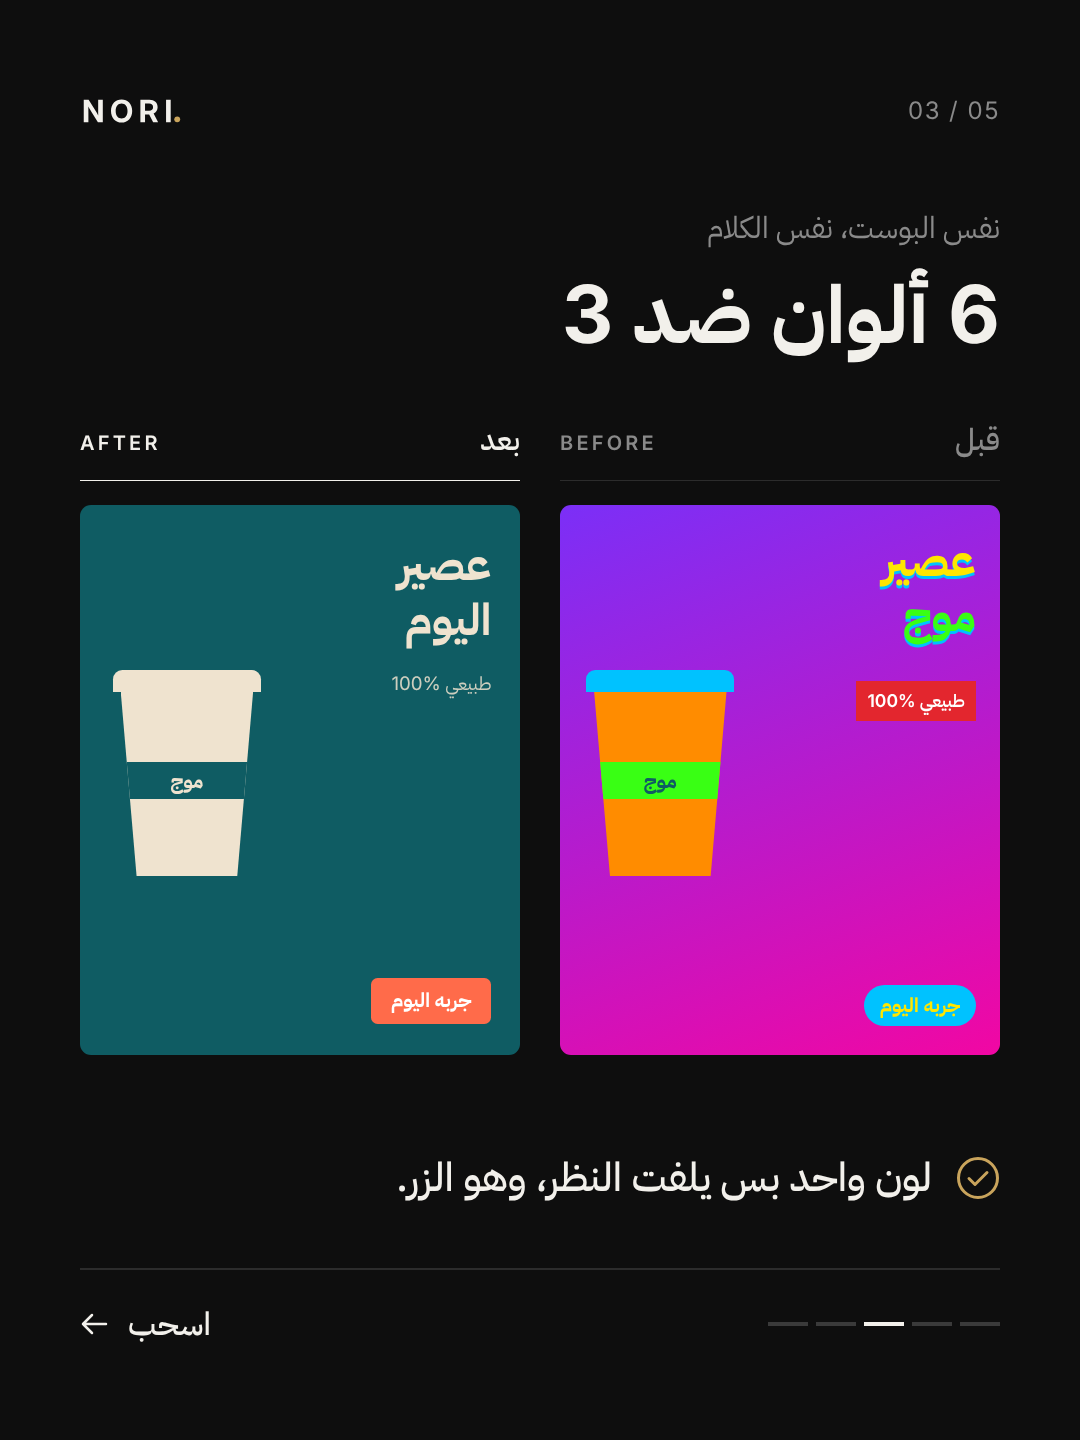 NORI.
03 / 05
نفس البوست، نفس الكلام
6 ألوان ضد 3
قبل
BEFORE
عصير
موج
طبيعي 100%
موج
جربه اليوم
بعد
AFTER
عصير
اليوم
طبيعي 100%
موج
جربه اليوم
لون واحد بس يلفت النظر، وهو الزر.
اسحب